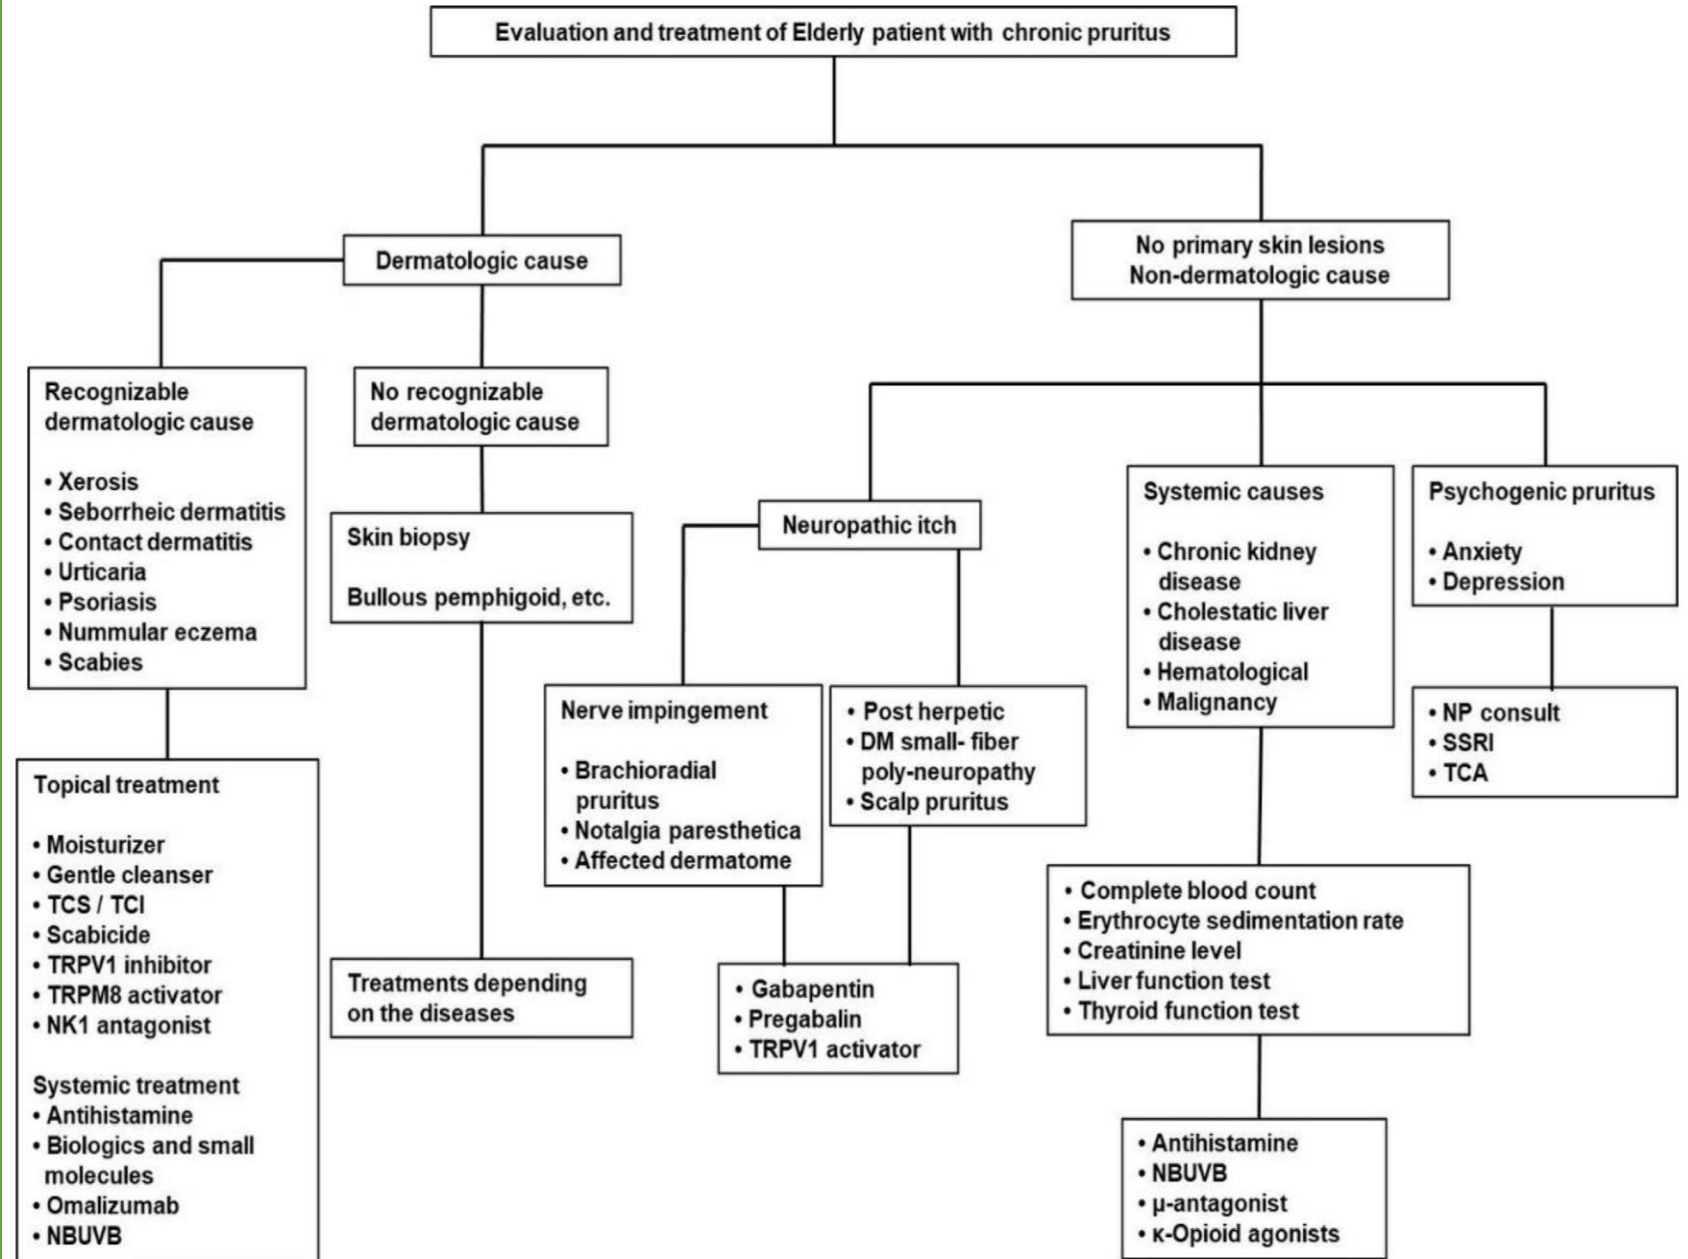 Evaluation and treatment of Elderly patient with chronic pruritus
Dermatologic cause
No primary skin lesions
Non-dermatologic cause
Recognizable
dermatologic cause
• Xerosis
• Seborrheic dermatitis
• Contact dermatitis
• Urticaria
• Psoriasis
• Nummular eczema
• Scabies
No recognizable
dermatologic cause
Skin biopsy
Bullous pemphigoid, etc.
Neuropathic itch
Systemic causes
• Chronic kidney
disease
• Cholestatic liver
disease
• Hematological
• Malignancy
Psychogenic pruritus
• Anxiety
• Depression
Nerve impingement
• Brachioradial
pruritus
• Notalgia paresthetica
• Affected dermatome
• Post herpetic
• DM small- fiber
poly-neuropathy
• Scalp pruritus
• NP consult
• SSRI
• TCA
Topical treatment
• Moisturizer
• Gentle cleanser
• TCS / TCI
• Scabicide
• TRPV1 inhibitor
• TRPM8 activator
• NK1 antagonist
Systemic treatment
• Antihistamine
• Biologics and small
molecules
• Omalizumab
• NBUVB
Treatments depending
on the diseases
• Gabapentin
• Pregabalin
• TRPV1 activator
• Complete blood count
• Erythrocyte sedimentation rate
• Creatinine level
• Liver function test
• Thyroid function test
• Antihistamine
• NBUVB
• μ-antagonist
• κ-Opioid agonists